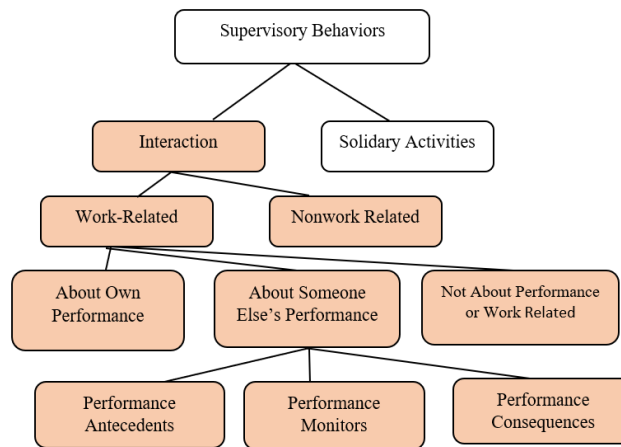 Supervisory Behaviors
Interaction
Solidary Activities
Work-Related
Nonwork Related
About Own
Performance
About Someone
Else's Performance
Not About Performance
or Work Related
Performance
Antecedents
Performance
Monitors
Performance
Consequences